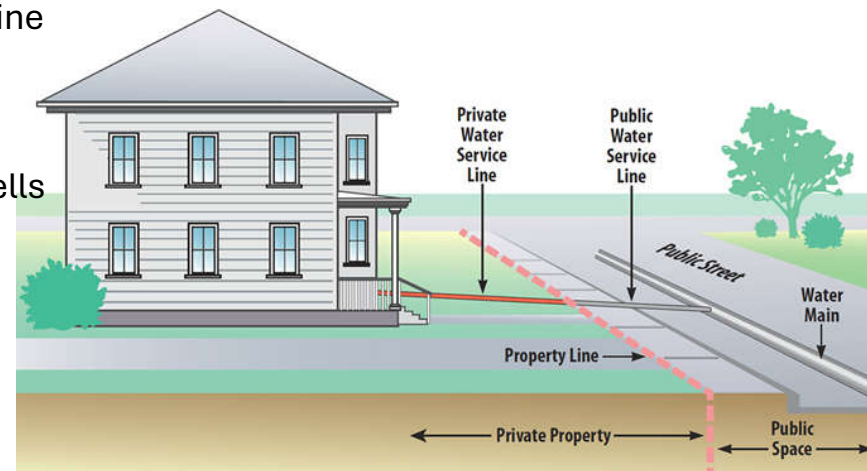 ine
ells
Private
Water
Service
Line
Public
Water
Service
Line
Public Street
Water
Main
Property Line
Private Property
Public
Space